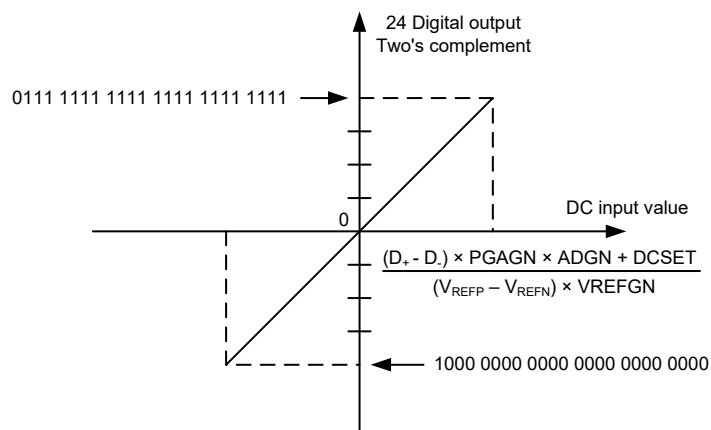 24 Digital output
Two's complement
0111 1111 1111 1111 1111 1111
0
DC input value
(D+ - D-) × PGAGN × ADGN + DCSET
(VREFP – VREFN) × VREFGN
1000 0000 0000 0000 0000 0000